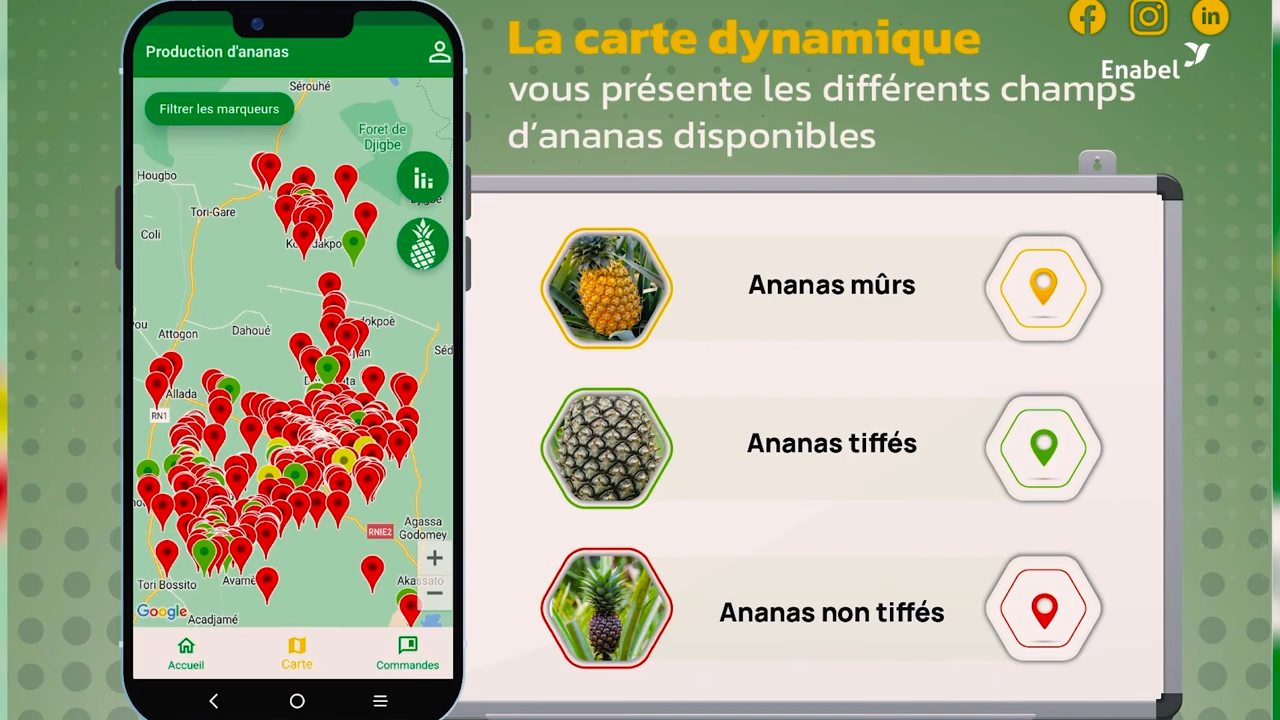 Production d'ananas
Filtrer les marqueurs
Sérouhé
Foret de
Djigbe
Hougbo
Tori-Gare
Coli
Attogon
Dahoué
Allada
RN1
RNIE2
Agassa
Godomey
Tori Bossito
Akassato
Google
Acadjamé
+
−
Accueil
Carte
Commandes
La carte dynamique
vous présente les différents champs
d'ananas disponibles
in
Enabel
Ananas mûrs
Ananas tiffés
Ananas non tiffés